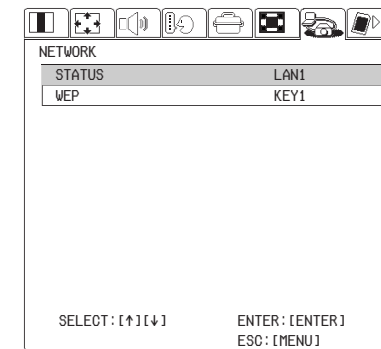 NETWORK
STATUS LAN1
WEP KEY1
SELECT:[↑][↓] ENTER:[ENTER]
ESC:[MENU]